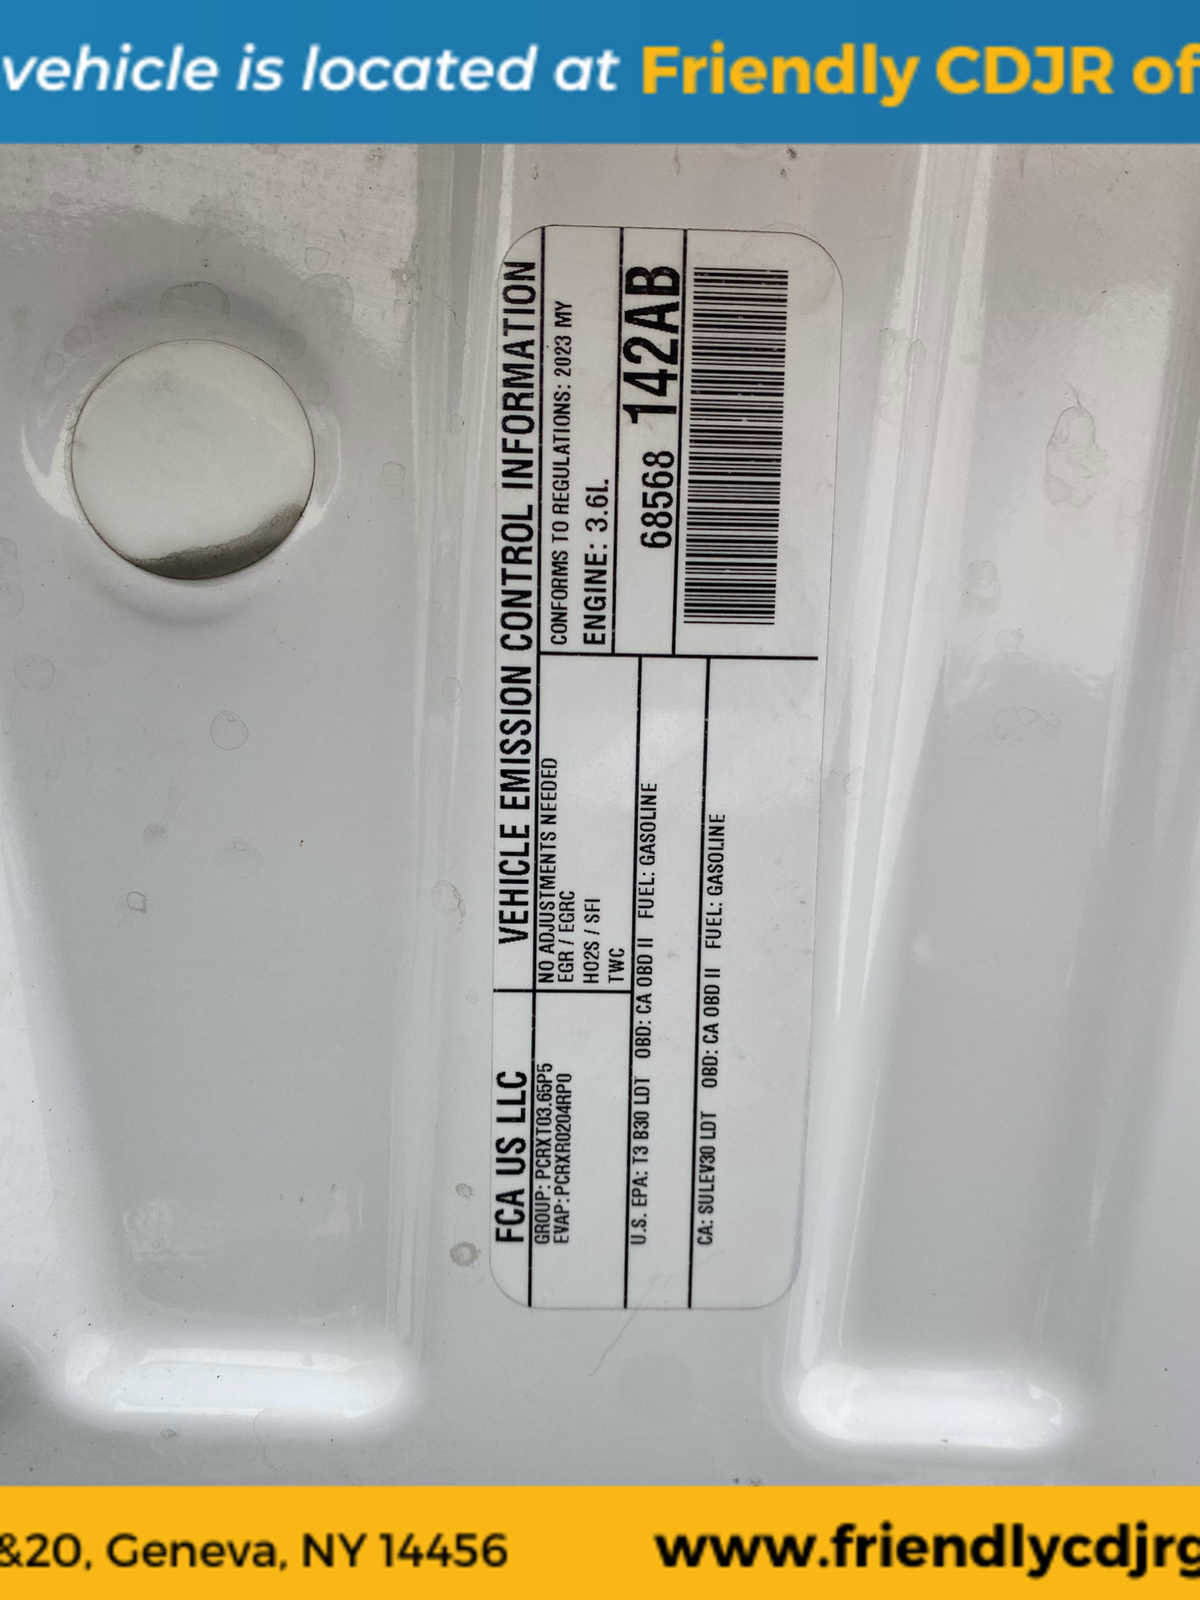 vehicle is located at Friendly CDJR of
FCA US LLC
VEHICLE EMISSION CONTROL INFORMATION
GROUP: PCRXT03.65P5
EVAP: PCRXR0204RP0
NO ADJUSTMENTS NEEDED
EGR / EGRC
HO2S / SFI
TWC
CONFORMS TO REGULATIONS: 2023 MY
ENGINE: 3.6L
68568 142AB
U.S. EPA: T3 B30 LDT OBD: CA OBD II FUEL: GASOLINE
CA: SULEV30 LDT OBD: CA OBD II FUEL: GASOLINE
&20, Geneva, NY 14456
www.friendlycdjrg